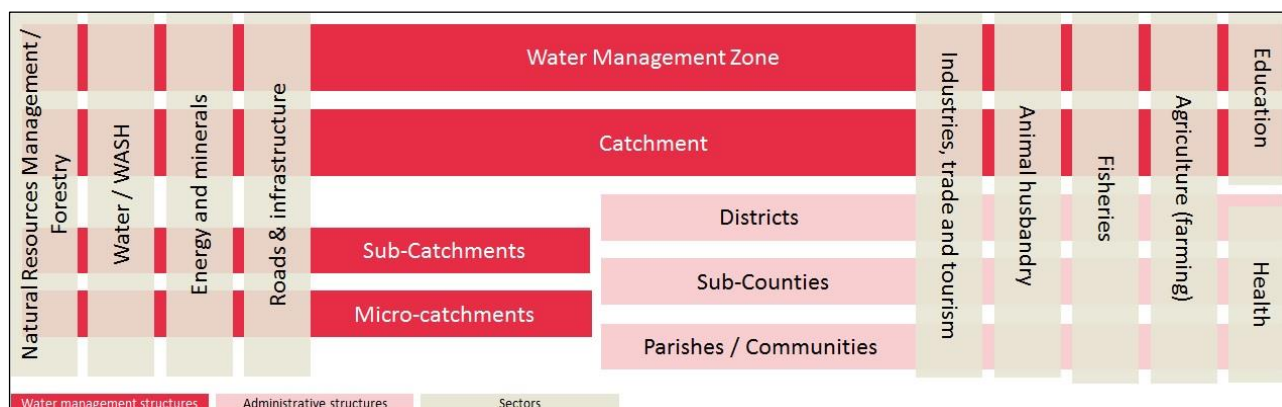 Natural Resources Management /
Forestry
Water / WASH
Energy and minerals
Roads & infrastructure
Water Management Zone
Catchment
Sub-Catchments
Micro-catchments
Districts
Sub-Counties
Parishes / Communities
Industries, trade and tourism
Animal husbandry
Fisheries
Agriculture (farming)
Education
Health
Water management structures
Administrative structures
Sectors